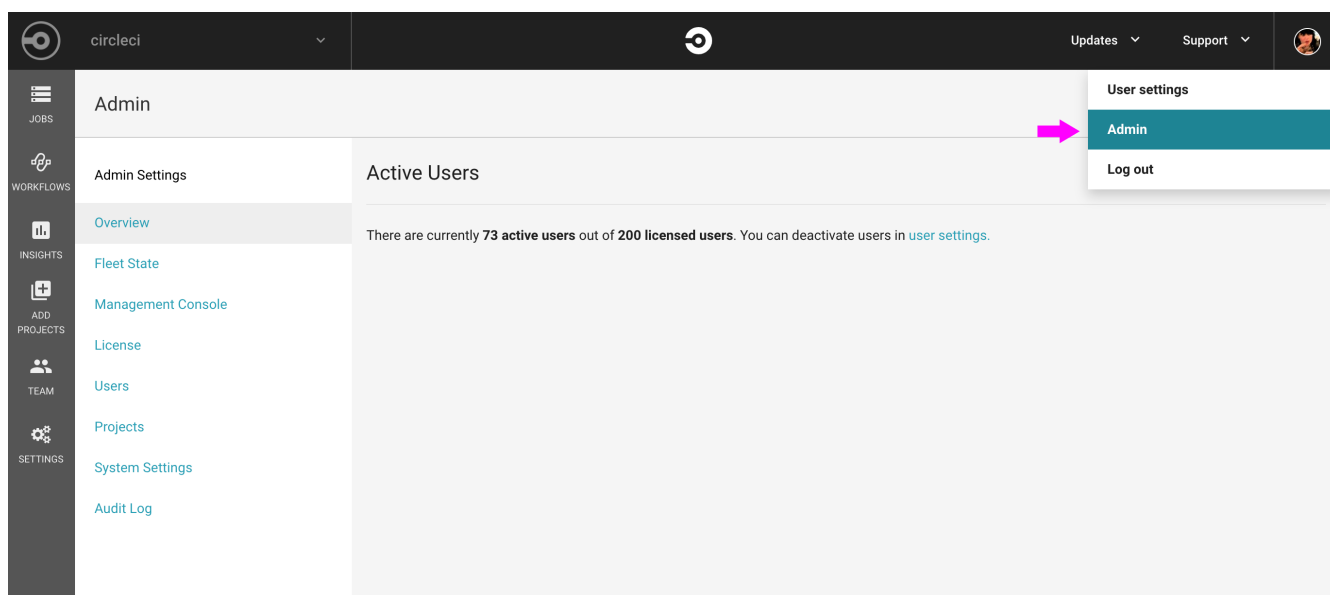 circleci
Updates
Support
User settings
Admin
Log out
JOBS
WORKFLOWS
INSIGHTS
ADD
PROJECTS
TEAM
SETTINGS
Admin
Admin Settings
Overview
Fleet State
Management Console
License
Users
Projects
System Settings
Audit Log
Active Users
There are currently 73 active users out of 200 licensed users. You can deactivate users in user settings.